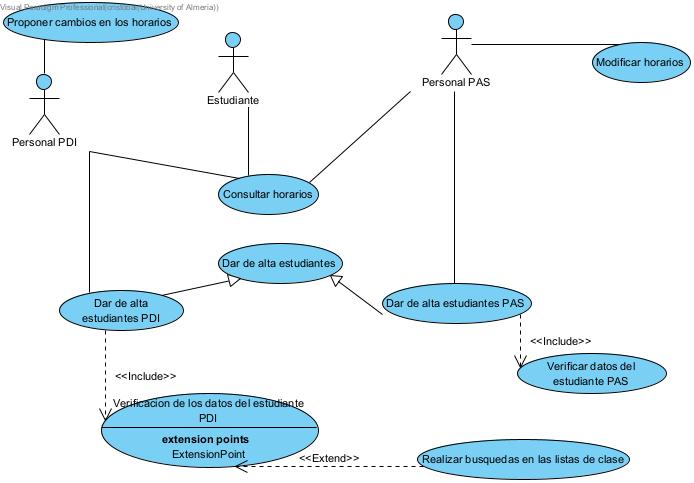 Visual Paradigm Professional(cristobal(University of Almeria))
Proponer cambios en los horarios
Modificar horarios
Personal PAS
Estudiante
Personal PDI
Consultar horarios
Dar de alta estudiantes
Dar de alta
estudiantes PDI
Dar de alta estudiantes PAS
<<Include>>
Verificar datos del
estudiante PAS
<<Include>>
Verificacion de los datos del estudiante
PDI
extension points
ExtensionPoint
<<Extend>>
Realizar busquedas en las listas de clase